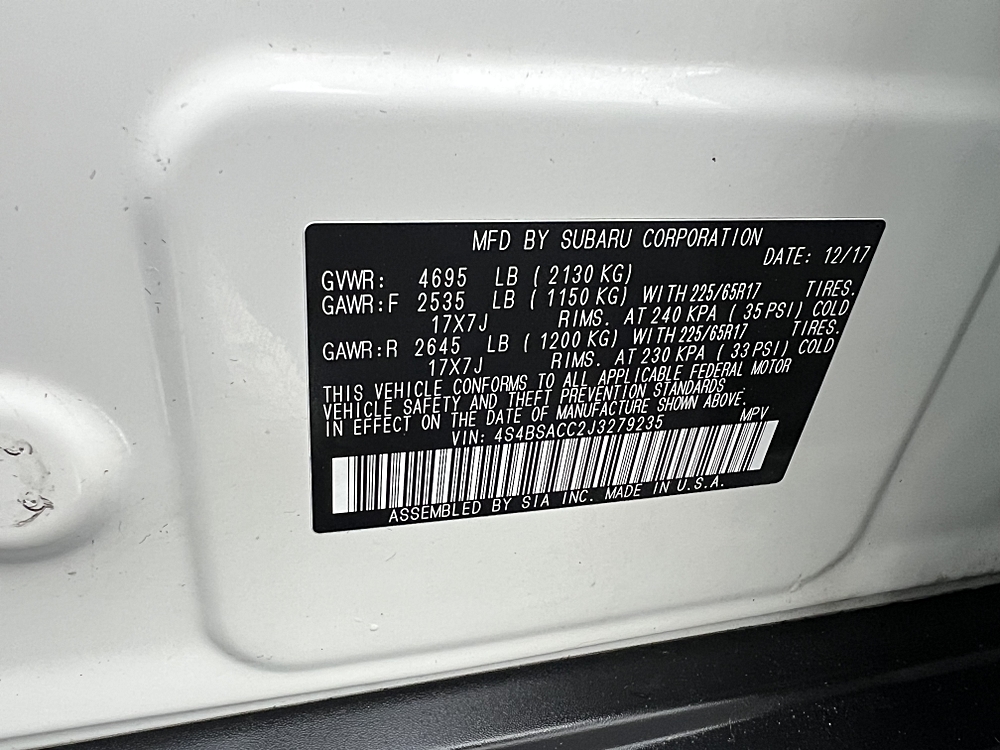 MFD BY SUBARU CORPORATION
DATE: 12/17
GVWR: 4695 LB ( 2130 KG)
GAWR:F 2535 LB ( 1150 KG) WITH 225/65R17 TIRES.
17X7J RIMS. AT 240 KPA ( 35 PSI) COLD
GAWR:R 2645 LB ( 1200 KG) WITH 225/65R17 TIRES.
17X7J RIMS. AT 230 KPA ( 33 PSI) COLD
THIS VEHICLE CONFORMS TO ALL APPLICABLE FEDERAL MOTOR
VEHICLE SAFETY AND THEFT PREVENTION STANDARDS
IN EFFECT ON THE DATE OF MANUFACTURE SHOWN ABOVE.
VIN: 4S4BSACC2J3279235 MPV
ASSEMBLED BY SIA INC. MADE IN U.S.A.